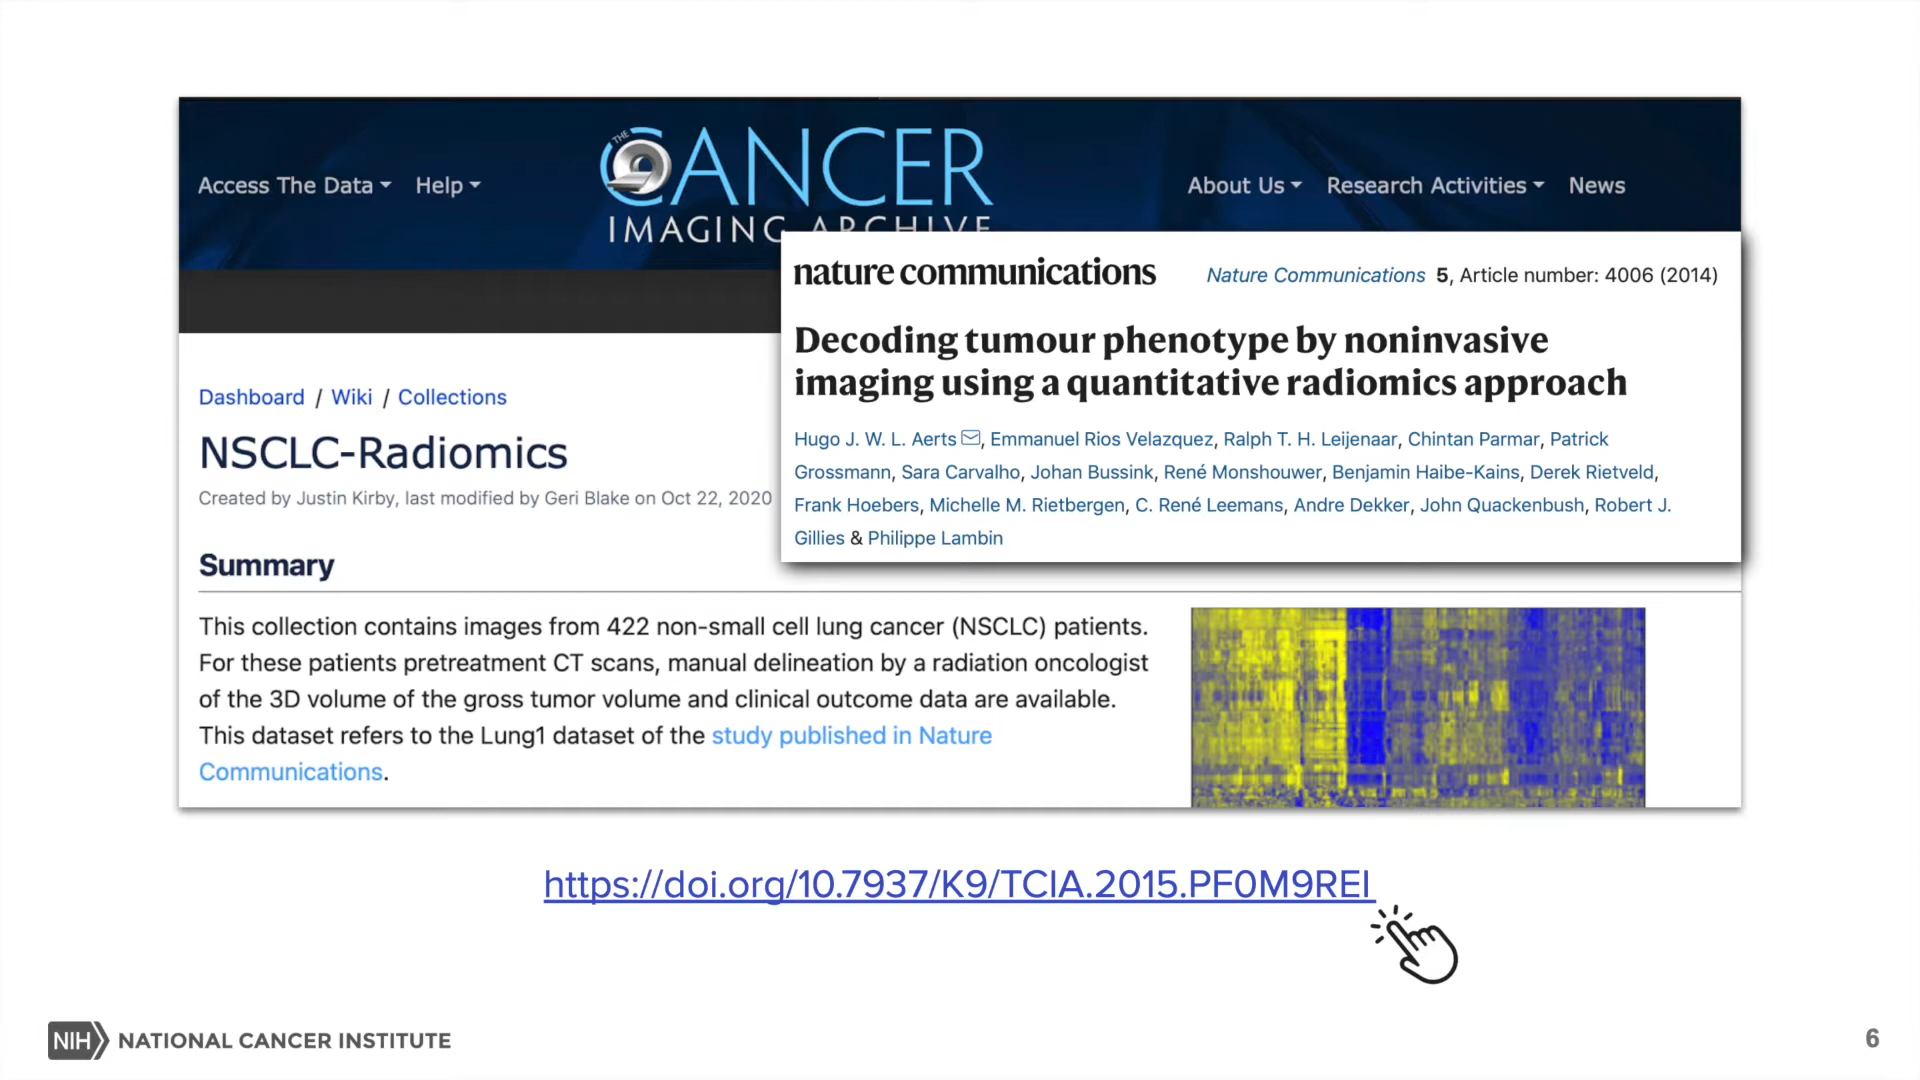 Access The Data
Help
THE
CANCER
IMAGING ARCHIVE
About Us
Research Activities
News
nature communications
Nature Communications 5, Article number: 4006 (2014)
Decoding tumour phenotype by noninvasive
imaging using a quantitative radiomics approach
Hugo J. W. L. Aerts, Emmanuel Rios Velazquez, Ralph T. H. Leijenaar, Chintan Parmar, Patrick
Grossmann, Sara Carvalho, Johan Bussink, René Monshouwer, Benjamin Haibe-Kains, Derek Rietveld,
Frank Hoebers, Michelle M. Rietbergen, C. René Leemans, Andre Dekker, John Quackenbush, Robert J.
Gillies & Philippe Lambin
Dashboard / Wiki / Collections
NSCLC-Radiomics
Created by Justin Kirby, last modified by Geri Blake on Oct 22, 2020
Summary
This collection contains images from 422 non-small cell lung cancer (NSCLC) patients.
For these patients pretreatment CT scans, manual delineation by a radiation oncologist
of the 3D volume of the gross tumor volume and clinical outcome data are available.
This dataset refers to the Lung1 dataset of the study published in Nature
Communications.
https://doi.org/10.7937/K9/TCIA.2015.PF0M9REI
NIH NATIONAL CANCER INSTITUTE
6